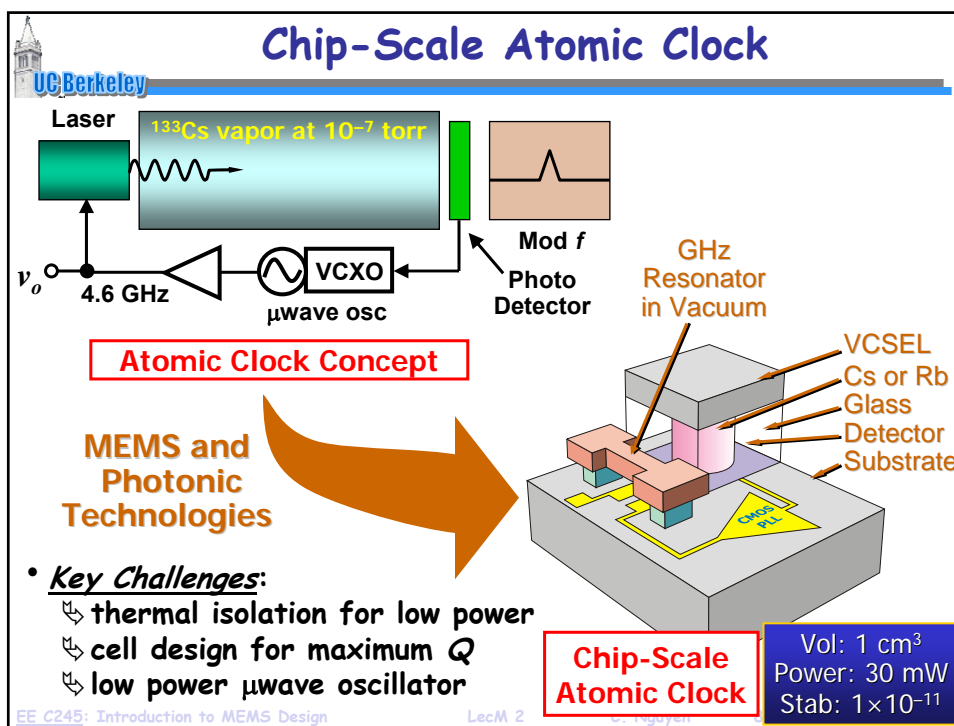 Chip-Scale Atomic Clock
UC Berkeley
Laser
¹³³Cs vapor at 10⁻⁷ torr
Mod f
Photo
Detector
vₒ
4.6 GHz
VCXO
μwave osc
Atomic Clock Concept
GHz
Resonator
in Vacuum
VCSEL
Cs or Rb
Glass
Detector
Substrate
CMOS
PLL
MEMS and
Photonic
Technologies
• Key Challenges:
↳ thermal isolation for low power
↳ cell design for maximum Q
↳ low power μwave oscillator
Chip-Scale
Atomic Clock
Vol: 1 cm³
Power: 30 mW
Stab: 1×10⁻¹¹
EE C245: Introduction to MEMS Design
LecM 2
C. Nguyen